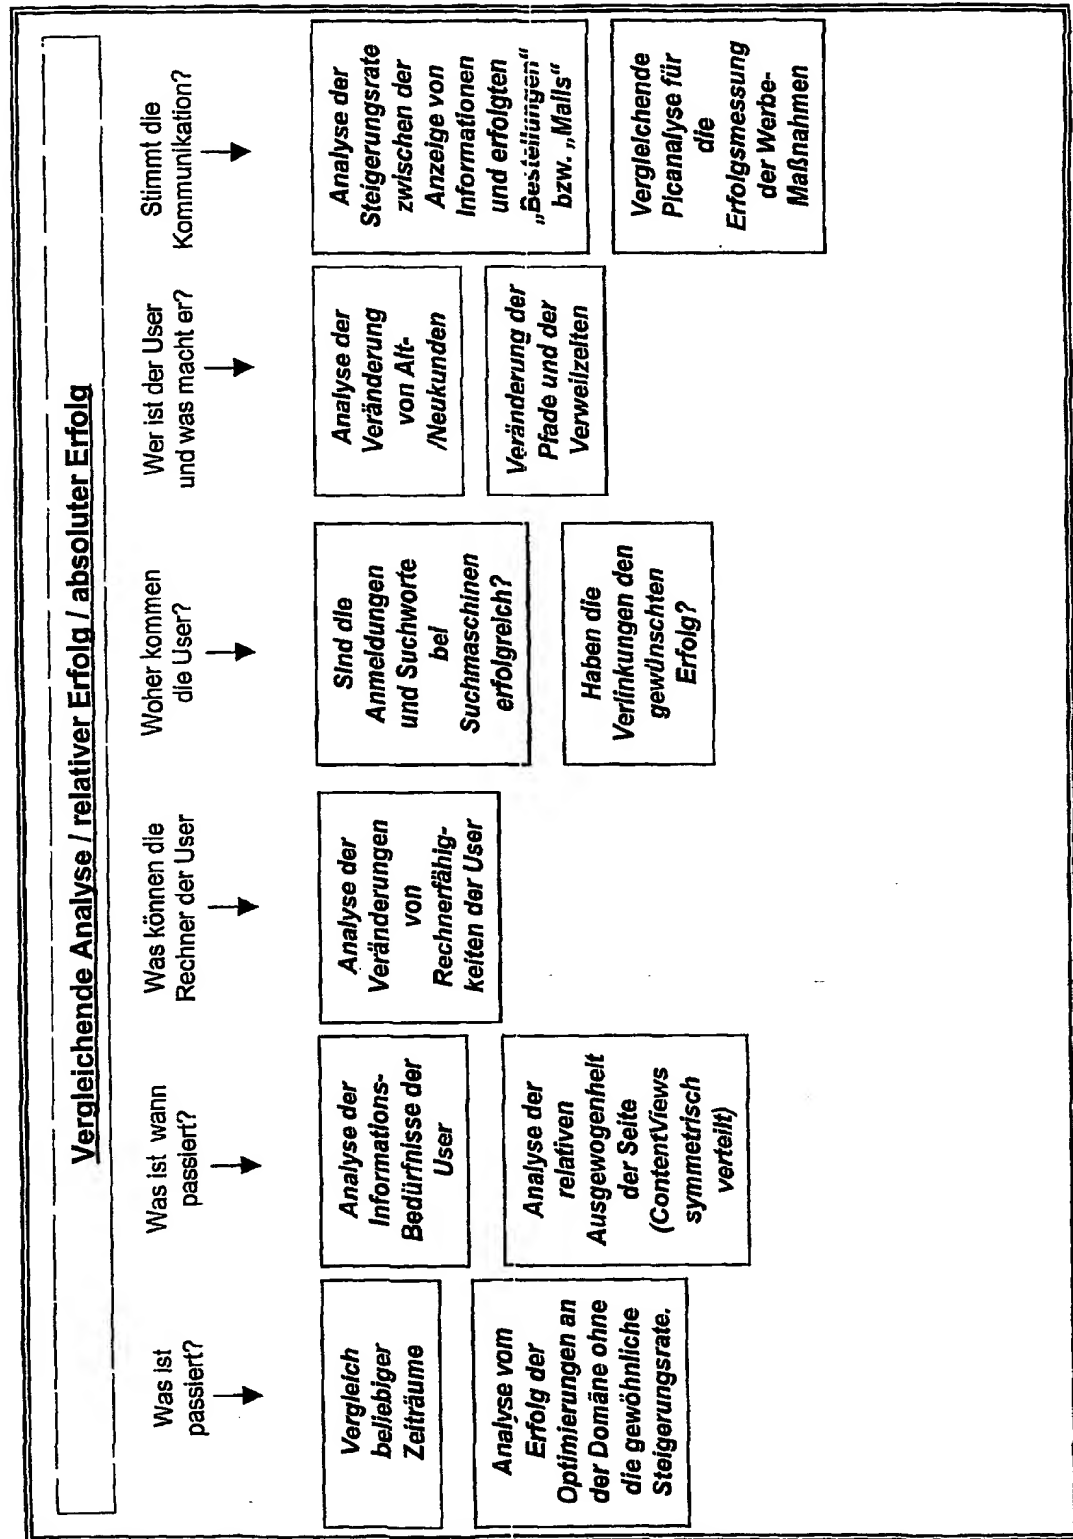 Vergleichende Analyse / relativer Erfolg / absoluter Erfolg
Was ist
passiert?
Vergleich
beliebiger
Zeiträume
Analyse vom
Erfolg der
Optimierungen an
der Domäne ohne
die gewöhnliche
Steigerungsrate.
Was ist wann
passiert?
Analyse der
Informations-
Bedürfnisse der
User
Analyse der
relativen
Ausgewogenheit
der Seite
(ContentViews
symmetrisch
verteilt)
Was können die
Rechner der User
Analyse der
Veränderungen
von
Rechnerfähig-
keiten der User
Woher kommen
die User?
Sind die
Anmeldungen
und Suchworte
bei
Suchmaschinen
erfolgreich?
Haben die
Verlinkungen den
gewünschten
Erfolg?
Wer ist der User
und was macht er?
Analyse der
Veränderung
von Alt-
/Neukunden
Veränderung der
Pfade und der
Verweilzeiten
Stimmt die
Kommunikation?
Analyse der
Steigerungsrate
zwischen der
Anzeige von
Informationen
und erfolgten
„Bestellungen“
bzw. „Mails“
Vergleichende
Picanalyse für
die
Erfolgsmessung
der Werbe-
Maßnahmen